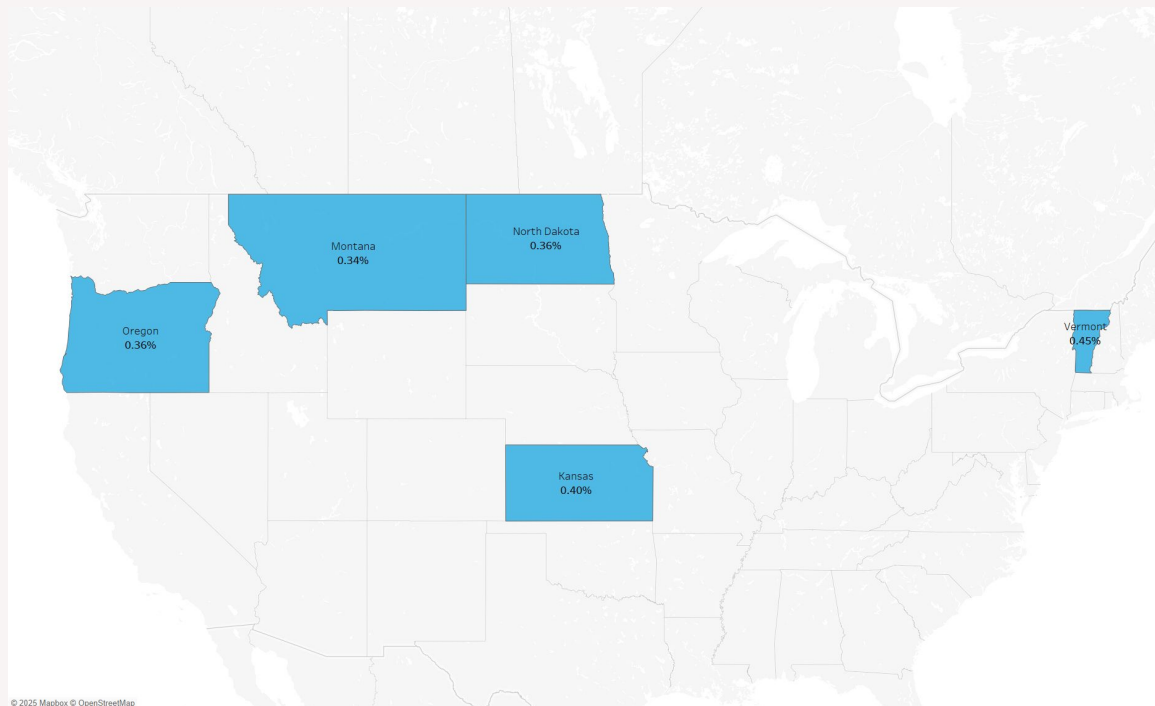 Montana
0.34%
North Dakota
0.36%
Oregon
0.36%
Vermont
0.45%
Kansas
0.40%
© 2025 Mapbox © OpenStreetMap